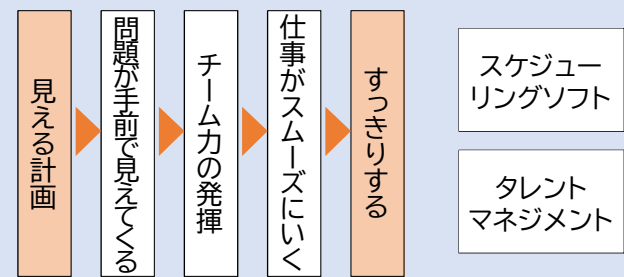 見える計画
問題が手前で見えてくる
チーム力の発揮
仕事がスムーズにいく
すっきりする
スケジュー
リングソフト
タレント
マネジメント